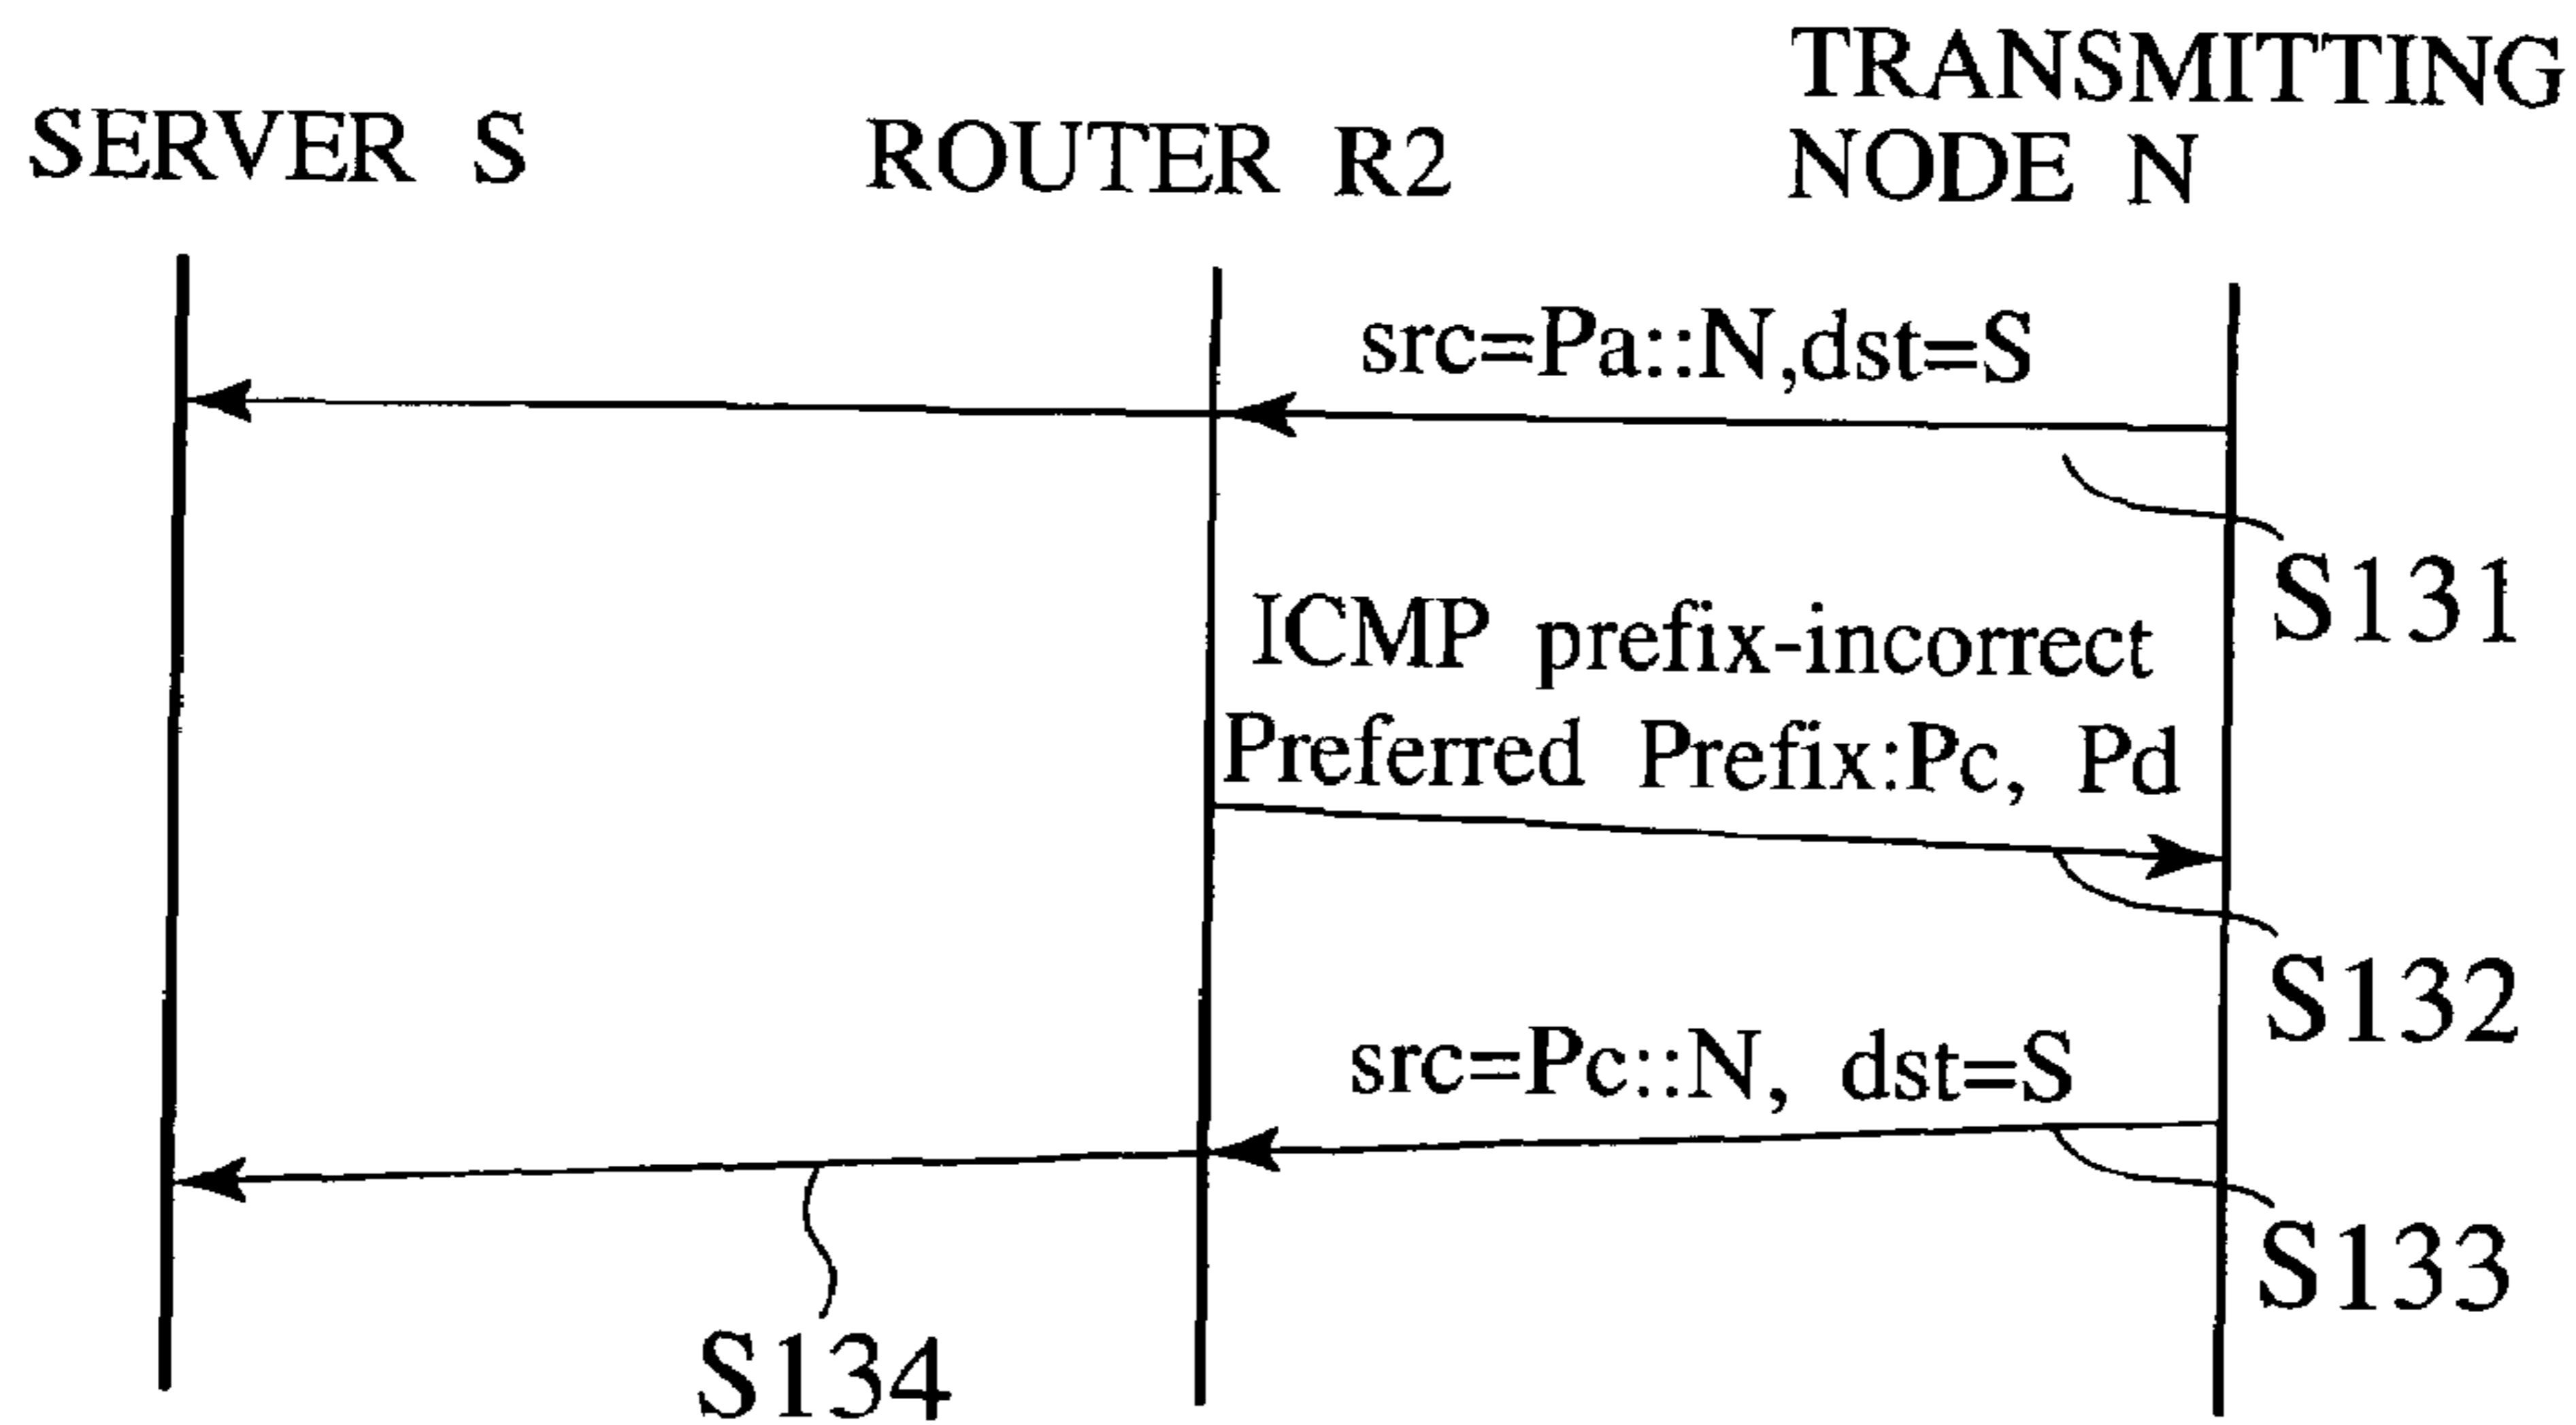 SERVER S
ROUTER R2
TRANSMITTING
NODE N
src=Pa::N,dst=S
S131
ICMP prefix-incorrect
Preferred Prefix:Pc, Pd
S132
src=Pc::N, dst=S
S133
S134